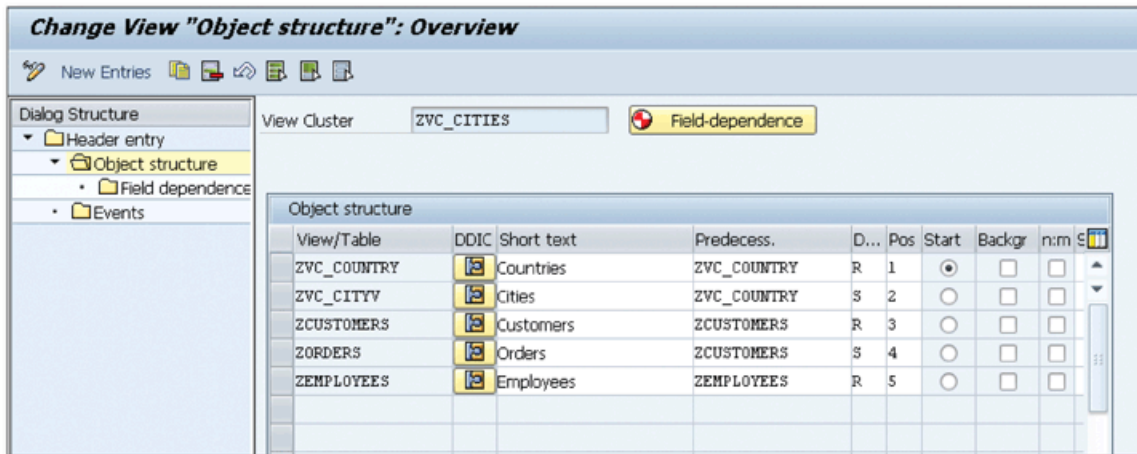 Change View "Object structure": Overview
New Entries
Dialog Structure
Header entry
Object structure
Field dependence
Events
View Cluster ZVC_CITIES Field-dependence
Object structure
View/Table DDIC Short text Predecess. D... Pos Start Backgr n:m S
ZVC_COUNTRY Countries ZVC_COUNTRY R 1
ZVC_CITYV Cities ZVC_COUNTRY S 2
ZCUSTOMERS Customers ZCUSTOMERS R 3
ZORDERS Orders ZCUSTOMERS S 4
ZEMPLOYEES Employees ZEMPLOYEES R 5